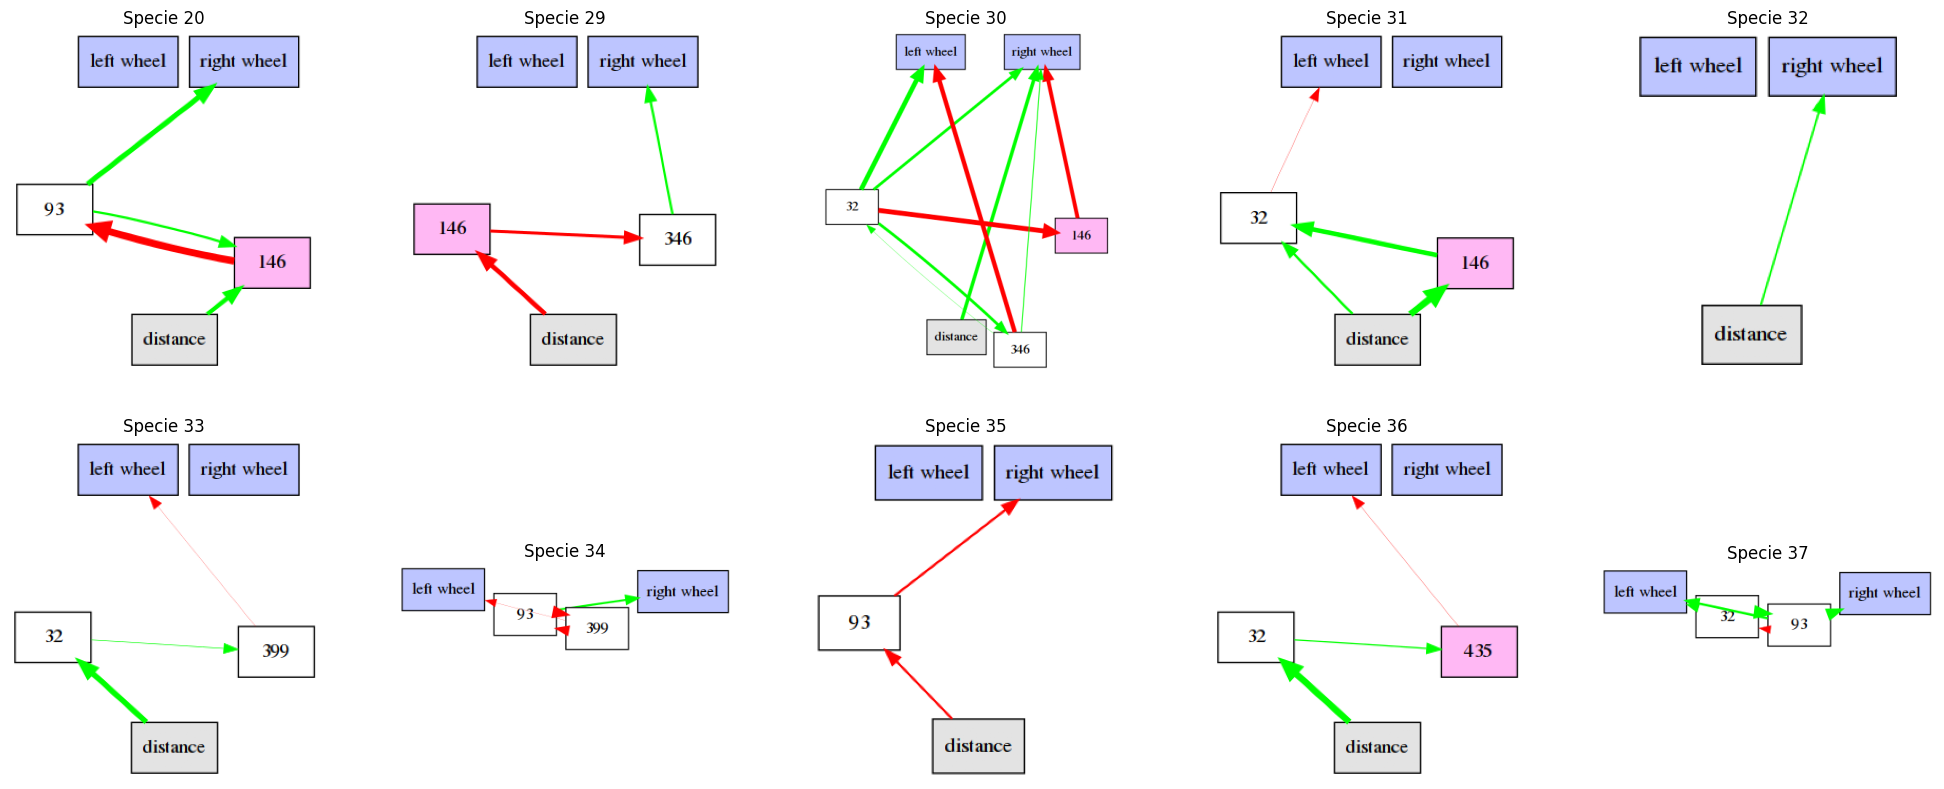 Specie 20
left wheel
right wheel
93
146
distance
Specie 29
left wheel
right wheel
146
346
distance
Specie 30
left wheel
right wheel
32
146
distance
346
Specie 31
left wheel
right wheel
32
146
distance
Specie 32
left wheel
right wheel
distance
Specie 33
left wheel
right wheel
32
399
distance
Specie 34
left wheel
93
399
right wheel
Specie 35
left wheel
right wheel
93
distance
Specie 36
left wheel
right wheel
32
435
distance
Specie 37
left wheel
32
93
right wheel